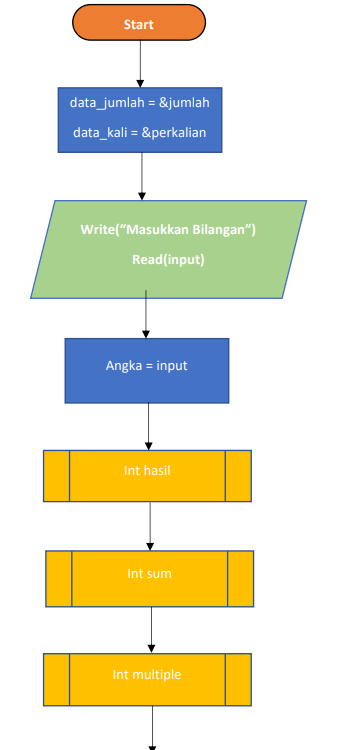 Start
data_jumlah = &jumlah
data_kali = &perkalian
Write(“Masukkan Bilangan”)
Read(input)
Angka = input
Int hasil
Int sum
Int multiple